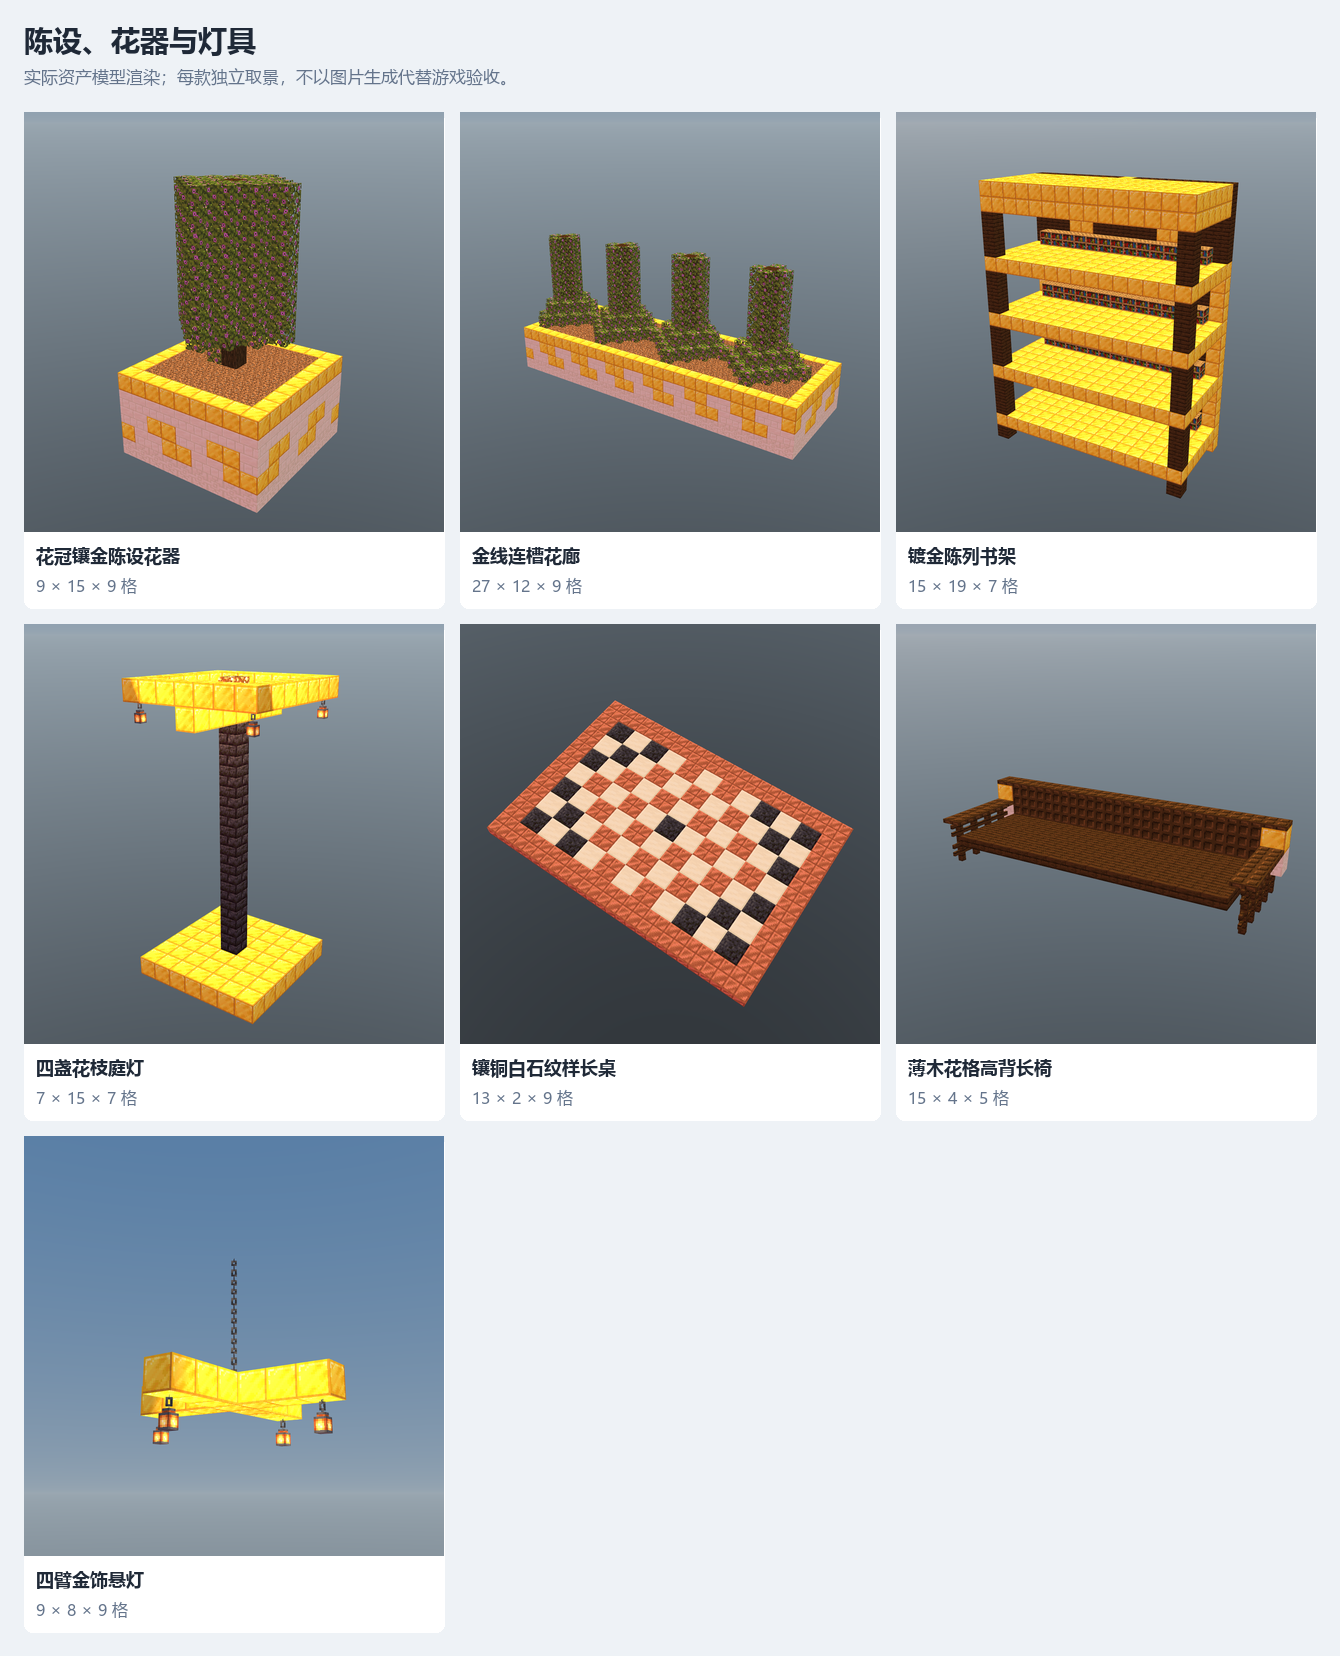 陈设、花器与灯具
实际资产模型渲染；每款独立取景，不以图片生成代替游戏验收。
花冠镶金陈设花器
9 × 15 × 9 格
金线连槽花廊
27 × 12 × 9 格
镀金陈列书架
15 × 19 × 7 格
四盏花枝庭灯
7 × 15 × 7 格
镶铜白石纹样长桌
13 × 2 × 9 格
薄木花格高背长椅
15 × 4 × 5 格
四臂金饰悬灯
9 × 8 × 9 格